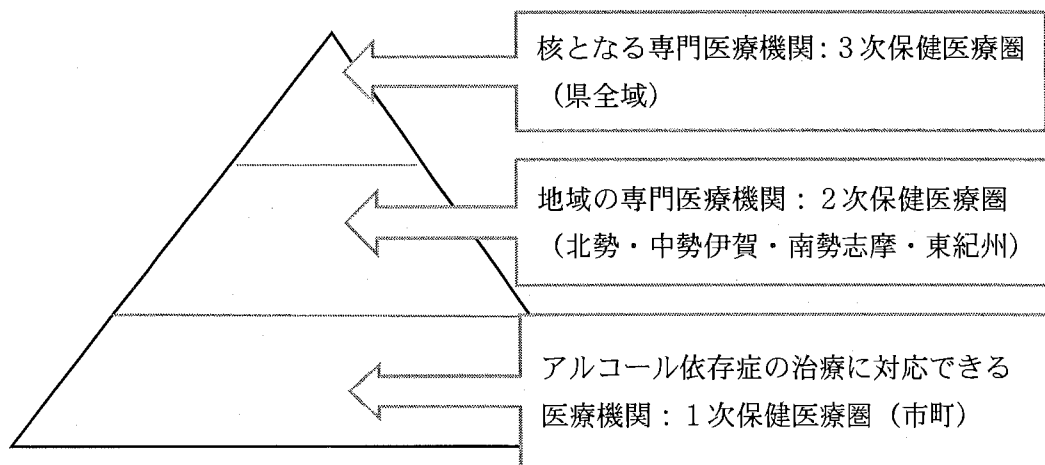 核となる専門医療機関：３次保健医療圏
（県全域）
地域の専門医療機関：２次保健医療圏
（北勢・中勢伊賀・南勢志摩・東紀州）
アルコール依存症の治療に対応できる
医療機関：１次保健医療圏（市町）